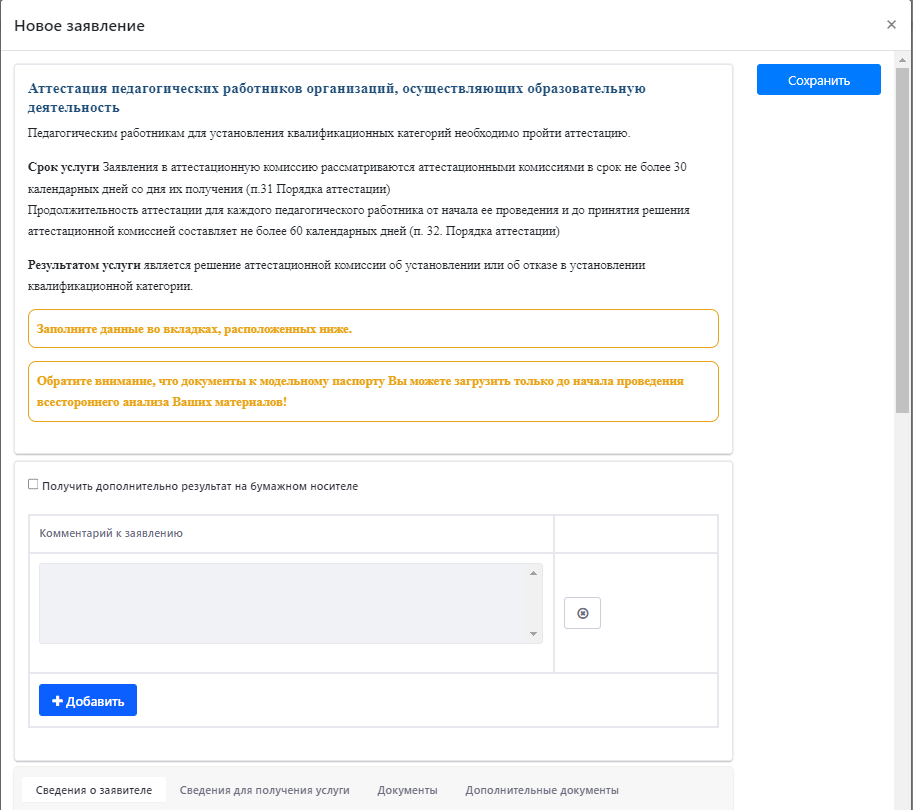 Новое заявление
×
Сохранить
Аттестация педагогических работников организаций, осуществляющих образовательную
деятельность
Педагогическим работникам для установления квалификационных категорий необходимо пройти аттестацию.
Срок услуги Заявления в аттестационную комиссию рассматриваются аттестационными комиссиями в срок не более 30
календарных дней со дня их получения (п.31 Порядка аттестации)
Продолжительность аттестации для каждого педагогического работника от начала ее проведения и до принятия решения
аттестационной комиссией составляет не более 60 календарных дней (п. 32. Порядка аттестации)
Результатом услуги является решение аттестационной комиссии об установлении или об отказе в установлении
квалификационной категории.
Заполните данные во вкладках, расположенных ниже.
Обратите внимание, что документы к модельному паспорту Вы можете загрузить только до начала проведения
всестороннего анализа Ваших материалов!
Получить дополнительно результат на бумажном носителе
Комментарий к заявлению
Добавить
Сведения о заявителе Сведения для получения услуги Документы Дополнительные документы